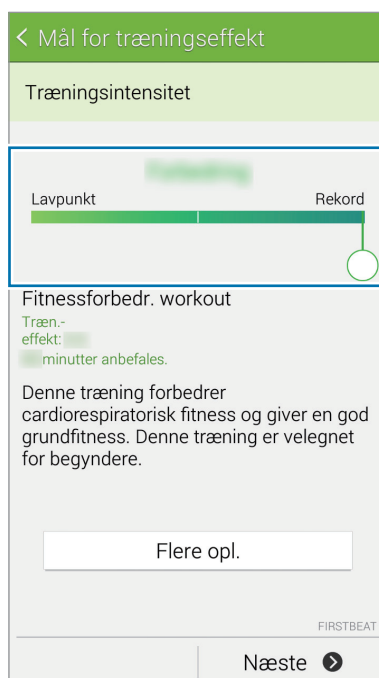 Mål for træningseffekt
Træningsintensitet
Lavpunkt Rekord
Fitnessforbedr. workout
Træn.-
effekt:
minutter anbefales.
Denne træning forbedrer
cardiorespiratorisk fitness og giver en god
grundfitness. Denne træning er velegnet
for begyndere.
Flere opl.
FIRSTBEAT
Næste